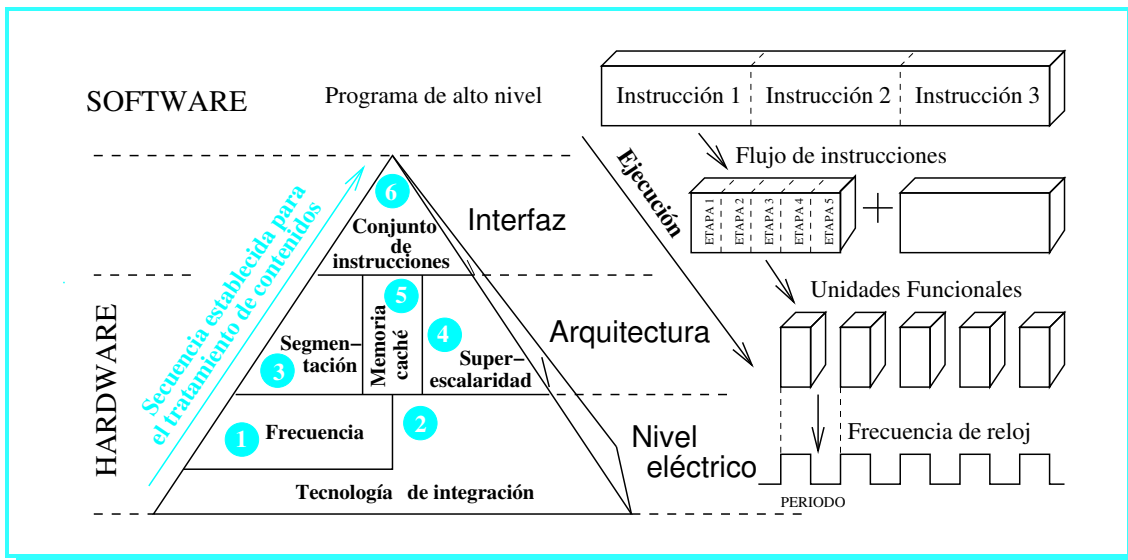 SOFTWARE
Programa de alto nivel
Instrucción 1
Instrucción 2
Instrucción 3
Flujo de instrucciones
ETAPA 1
ETAPA 2
ETAPA 3
ETAPA 4
ETAPA 5
+
Ejecución
Unidades Funcionales
Frecuencia de reloj
PERIODO
Secuencia establecida para
el tratamiento de contenidos
6
Conjunto
de
instrucciones
Interfaz
HARDWARE
5
Memoria
caché
Segmen-
tación
3
4
Super-
escalaridad
Arquitectura
1
Frecuencia
2
Tecnología de integración
Nivel
eléctrico